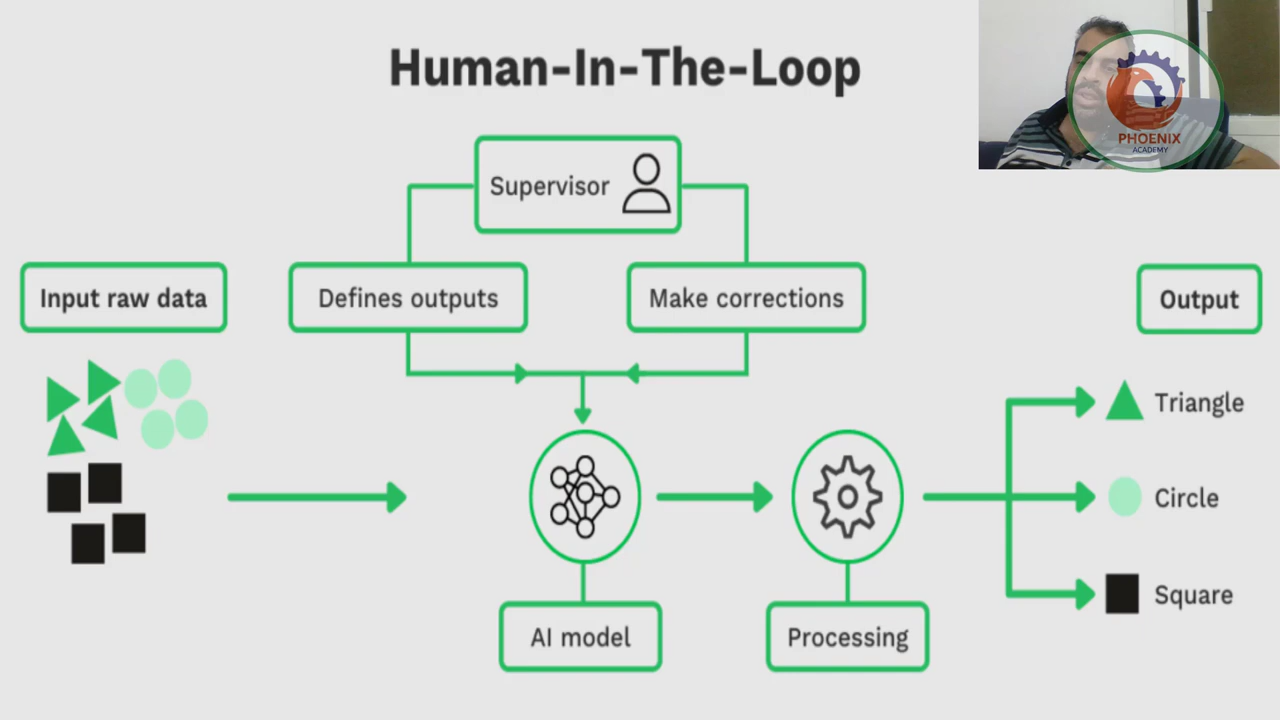 Human-In-The-Loop
PHOENIX
ACADEMY
Supervisor
Input raw data
Defines outputs
Make corrections
Output
Triangle
Circle
Square
AI model
Processing